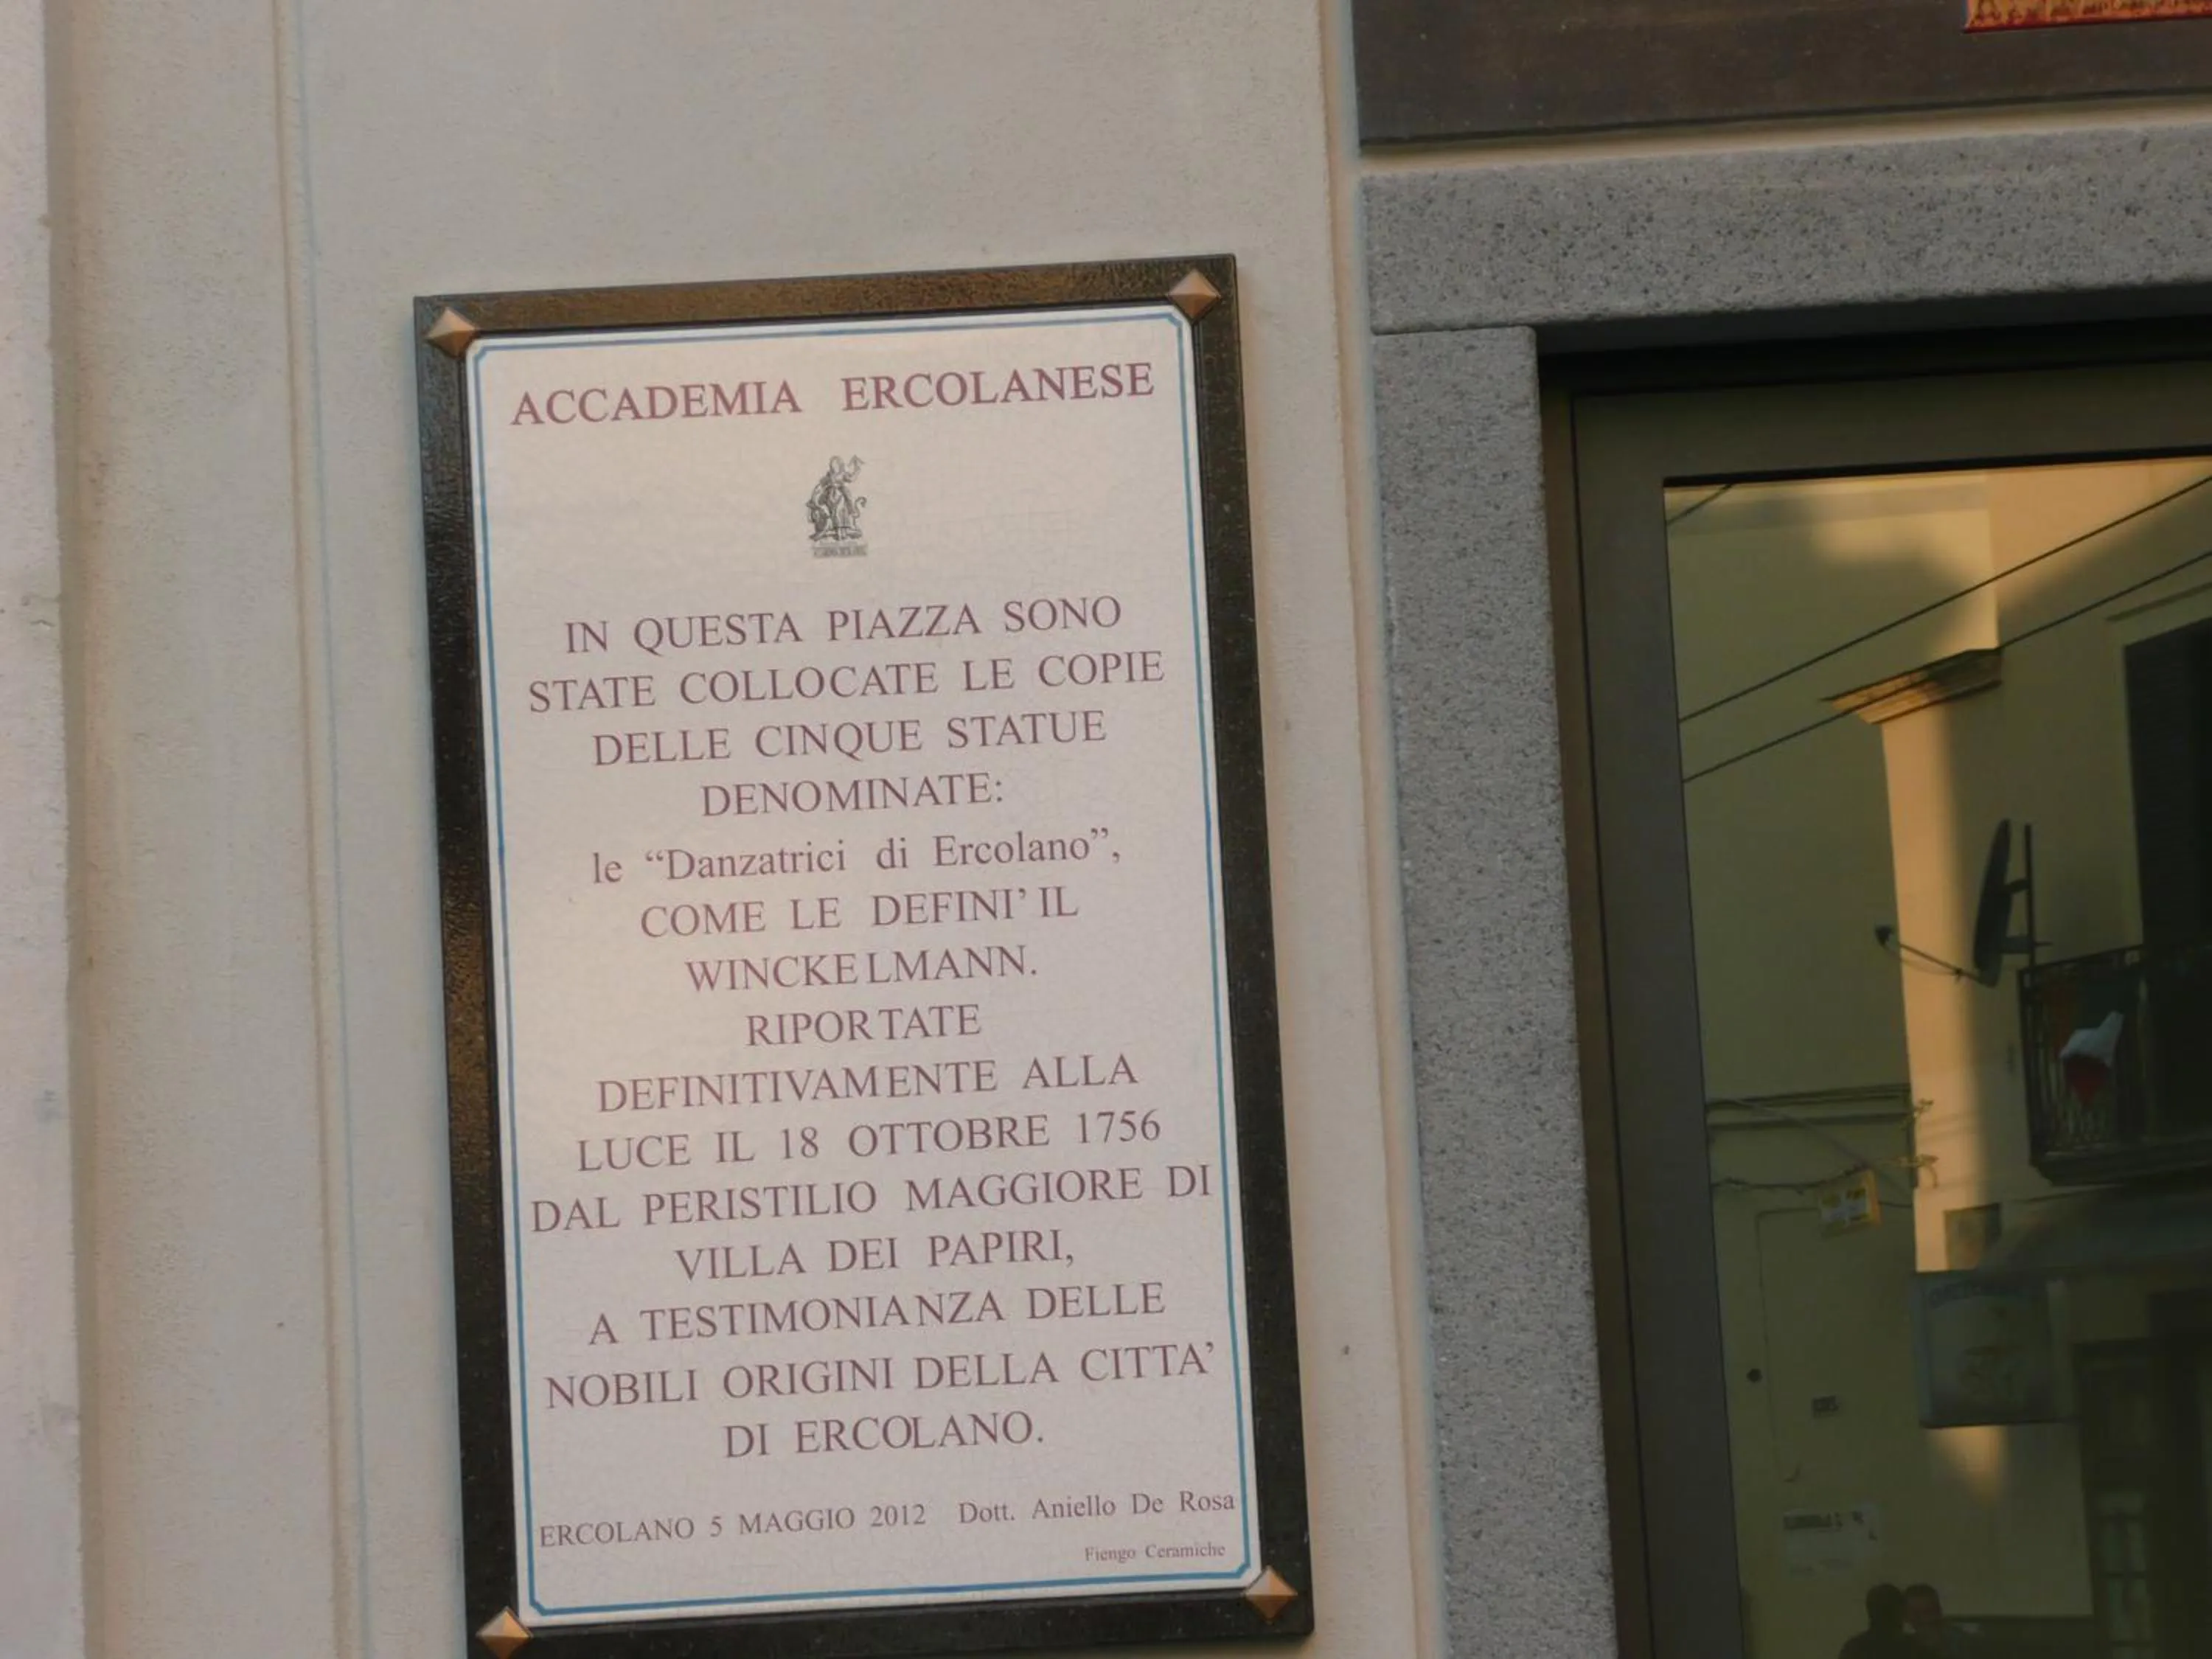 ACCADEMIA ERCOLANESE
IN QUESTA PIAZZA SONO
STATE COLLOCATE LE COPIE
DELLE CINQUE STATUE
DENOMINATE:
le “Danzatrici di Ercolano”,
COME LE DEFINI’ IL
WINCKELMANN.
RIPORTATE
DEFINITIVAMENTE ALLA
LUCE IL 18 OTTOBRE 1756
DAL PERISTILIO MAGGIORE DI
VILLA DEI PAPIRI,
A TESTIMONIANZA DELLE
NOBILI ORIGINI DELLA CITTA’
DI ERCOLANO.
ERCOLANO 5 MAGGIO 2012 Dott. Aniello De Rosa
Fiengo Ceramiche